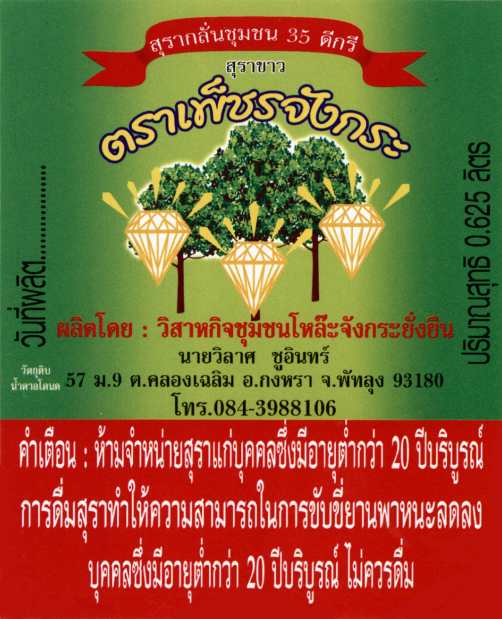 สุรากลั่นชุมชน 35 ดีกรี
สุราขาว
ตราเพ็ชรจังกระ
วันที่ผลิต....................
ปริมาณสุทธิ 0.625 ลิตร
ผลิตโดย : วิสาหกิจชุมชนโหล๊ะจังกระยั่งยืน
นายวิลาศ ชูอินทร์
วัตถุดิบ
น้ำตาลโตนด
57 ม.9 ต.คลองเฉลิม อ.กงหรา จ.พัทลุง 93180
โทร.084-3988106
คำเตือน : ห้ามจำหน่ายสุราแก่บุคคลซึ่งมีอายุต่ำกว่า 20 ปีบริบูรณ์
การดื่มสุราทำให้ความสามารถในการขับขี่ยานพาหนะลดลง
บุคคลซึ่งมีอายุต่ำกว่า 20 ปีบริบูรณ์ ไม่ควรดื่ม